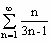 ∞
∑ n/(3n-1)
n=1